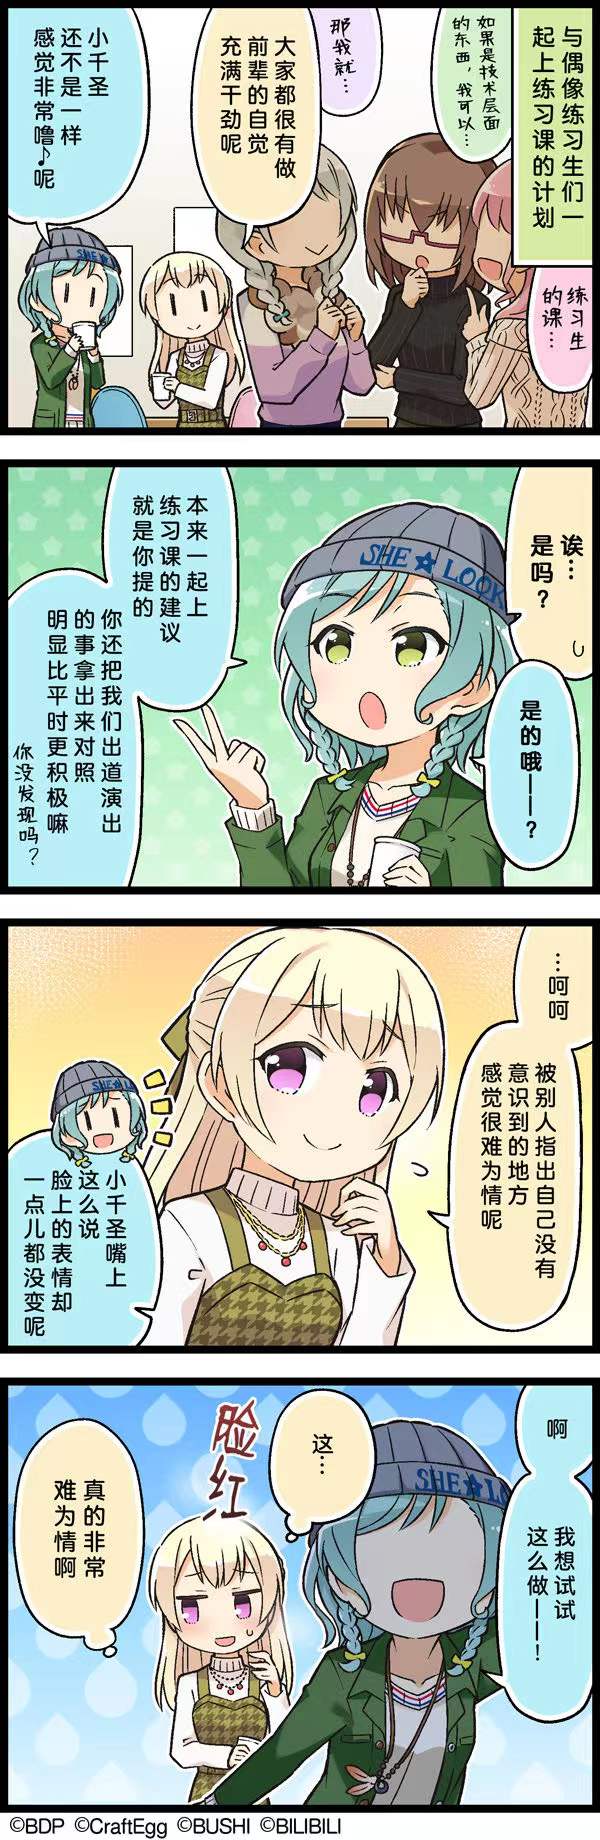 与偶像练习生们一
起上练习课的计划
练习生
的课…
如果是技术层面
的东西，我可以…
那我就…
大家都很有做
前辈的自觉
充满干劲呢
小千圣
还不是一样
感觉非常噜♪呢
SHE★L
诶…
是吗？
是的哦——？
SHE★LOOK
本来一起上
练习课的建议
就是你提的
你还把我们出道演出
的事拿出来对照
明显比平时更积极嘛
你没发现吗？
…呵呵
被别人指出自己没有
意识到的地方
感觉很难为情呢
SHE★LO
小千圣嘴上
这么说
脸上的表情却
一点儿都没变呢
啊
我想试试
这么做——！
SHE★LO
这…
脸红
真的非常
难为情啊
©BDP ©CraftEgg ©BUSHI ©BILIBILI